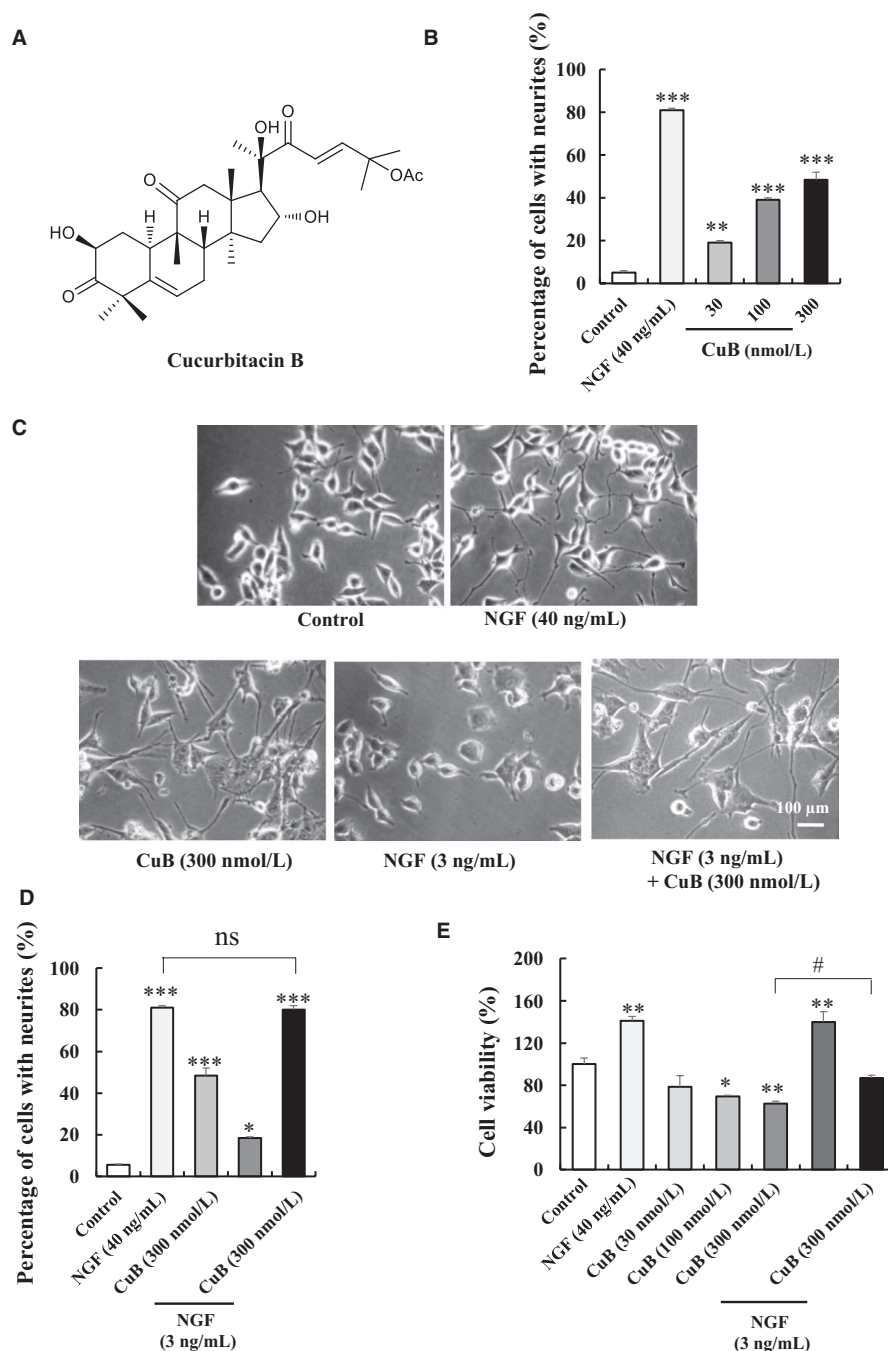 A
O
OH
O
OAc
O
H
H
OH
HO
O
Cucurbitacin B
B
Percentage of cells with neurites (%)
100
80
60
40
20
0
***
**
***
***
Control
NGF (40 ng/mL)
30
100
300
CuB (nmol/L)
C
Control
NGF (40 ng/mL)
100 µm
CuB (300 nmol/L)
NGF (3 ng/mL)
NGF (3 ng/mL)
+ CuB (300 nmol/L)
D
Percentage of cells with neurites (%)
100
80
60
40
20
0
ns
***
***
*
***
Control
NGF (40 ng/mL)
CuB (300 nmol/L)
CuB (300 nmol/L)
NGF
(3 ng/mL)
E
Cell viability (%)
200
160
120
80
40
0
#
**
*
**
**
Control
NGF (40 ng/mL)
CuB (30 nmol/L)
CuB (100 nmol/L)
CuB (300 nmol/L)
CuB (300 nmol/L)
NGF
(3 ng/mL)